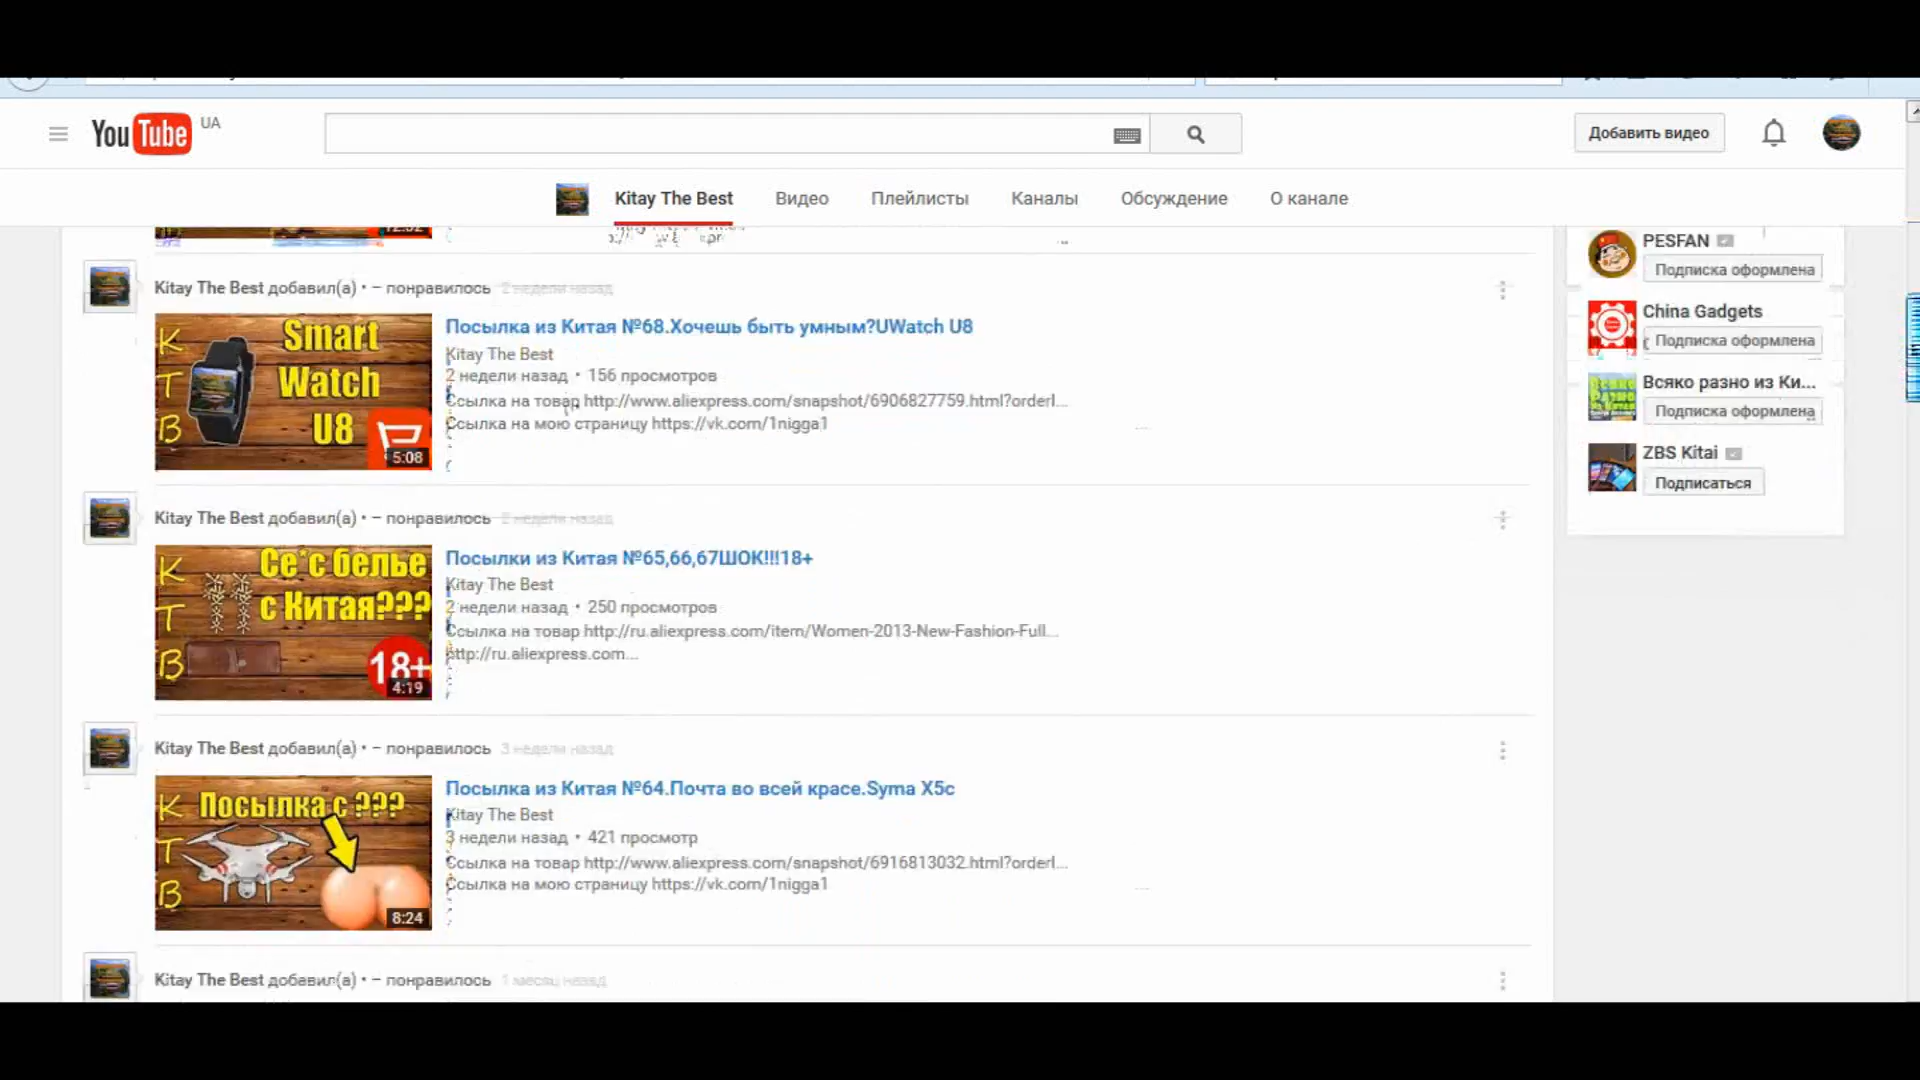 YouTube UA
Добавить видео
Kitay The Best Видео Плейлисты Каналы Обсуждение О канале
Kitay The Best добавил(а) • – понравилось 2 недели назад
K T B
Smart
Watch
U8
5:08
Посылка из Китая №68.Хочешь быть умным?UWatch U8
Kitay The Best
2 недели назад • 156 просмотров
Ссылка на товар http://www.aliexpress.com/snapshot/6906827759.html?orderI...
Ссылка на мою страницу https://vk.com/1nigga1
Kitay The Best добавил(а) • – понравилось 2 недели назад
K T B
Се*с белье
с Китая???
18+
4:19
Посылки из Китая №65,66,67ШОК!!!18+
Kitay The Best
2 недели назад • 250 просмотров
Ссылка на товар http://ru.aliexpress.com/item/Women-2013-New-Fashion-Full...
http://ru.aliexpress.com...
Kitay The Best добавил(а) • – понравилось 3 недели назад
K T B
Посылка с ???
8:24
Посылка из Китая №64.Почта во всей красе.Syma X5c
Kitay The Best
3 недели назад • 421 просмотр
Ссылка на товар http://www.aliexpress.com/snapshot/6916813032.html?orderI...
Ссылка на мою страницу https://vk.com/1nigga1
Kitay The Best добавил(а) • – понравилось 1 месяц назад
PESFAN
Подписка оформлена
China Gadgets
Подписка оформлена
Всяко разно из Ки...
Подписка оформлена
ZBS Kitai
Подписаться